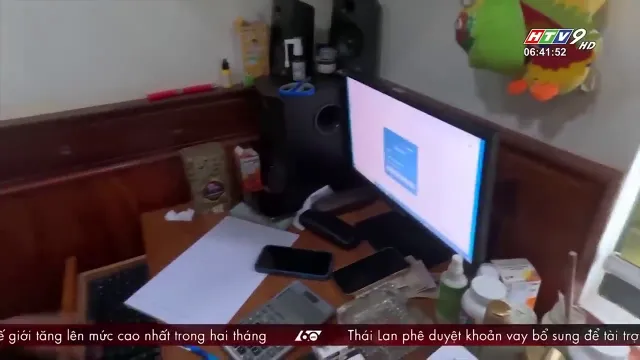 HTV9 HD
06:41:52
ế giới tăng lên mức cao nhất trong hai tháng 60 Thái Lan phê duyệt khoản vay bổ sung để tài trợ